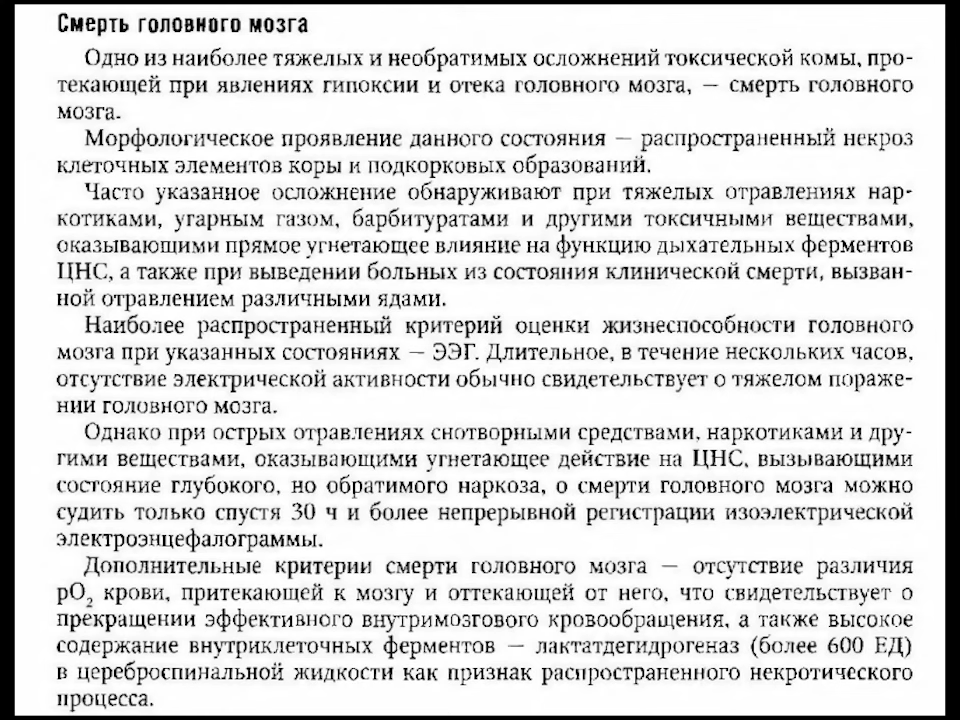 Смерть головного мозга
Одно из наиболее тяжелых и необратимых осложнений токсической комы, про-
текающей при явлениях гипоксии и отека головного мозга, — смерть головного
мозга.
Морфологическое проявление данного состояния — распространенный некроз
клеточных элементов коры и подкорковых образований.
Часто указанное осложнение обнаруживают при тяжелых отравлениях нар-
котиками, угарным газом, барбитуратами и другими токсичными веществами,
оказывающими прямое угнетающее влияние на функцию дыхательных ферментов
ЦНС, а также при выведении больных из состояния клинической смерти, вызван-
ной отравлением различными ядами.
Наиболее распространенный критерий оценки жизнеспособности головного
мозга при указанных состояниях — ЭЭГ. Длительное, в течение нескольких часов,
отсутствие электрической активности обычно свидетельствует о тяжелом пораже-
нии головного мозга.
Однако при острых отравлениях снотворными средствами, наркотиками и дру-
гими веществами, оказывающими угнетающее действие на ЦНС, вызывающими
состояние глубокого, но обратимого наркоза, о смерти головного мозга можно
судить только спустя 30 ч и более непрерывной регистрации изоэлектрической
электроэнцефалограммы.
Дополнительные критерии смерти головного мозга — отсутствие различия
pO₂ крови, притекающей к мозгу и оттекающей от него, что свидетельствует о
прекращении эффективного внутримозгового кровообращения, а также высокое
содержание внутриклеточных ферментов — лактатдегидрогеназ (более 600 ЕД)
в цереброспинальной жидкости как признак распространенного некротического
процесса.